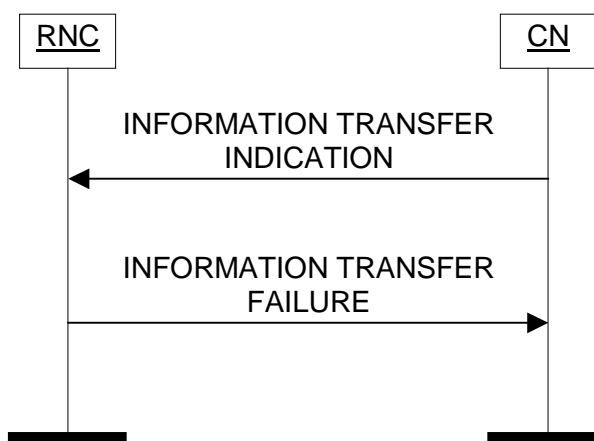 RNC
CN
INFORMATION TRANSFER
INDICATION
INFORMATION TRANSFER
FAILURE